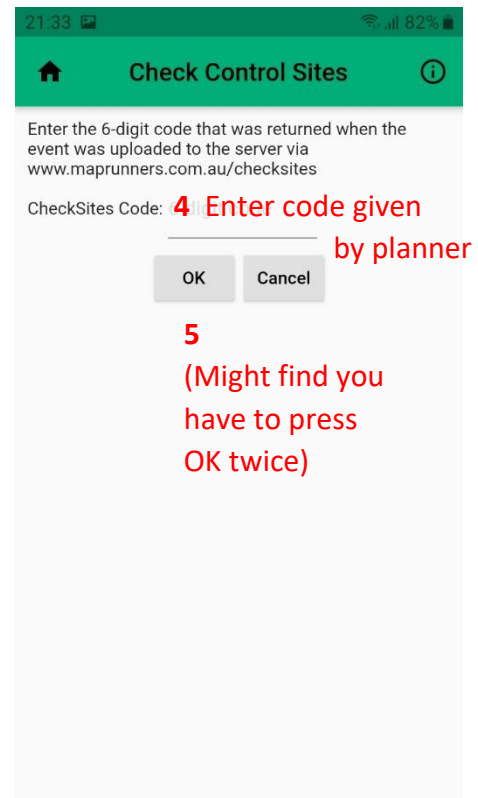 21:33 82%
Check Control Sites
Enter the 6-digit code that was returned when the
event was uploaded to the server via
www.maprunners.com.au/checksites
CheckSites Code: 4 Enter code given
by planner
OK Cancel
5
(Might find you
have to press
OK twice)